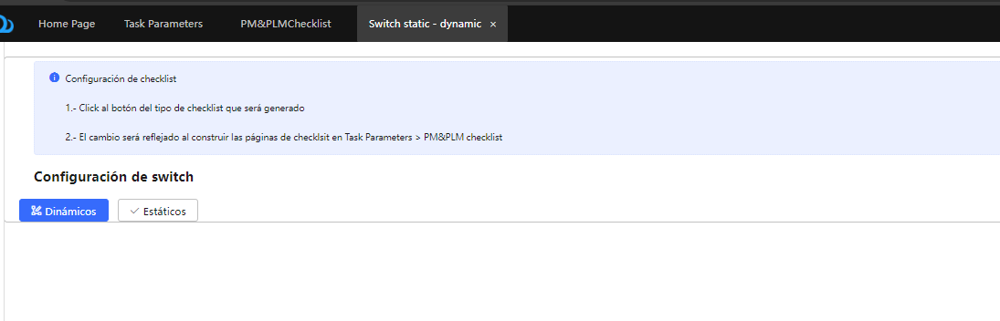 Home Page Task Parameters PM&PLMChecklist Switch static - dynamic ×
Configuración de checklist
1.- Click al botón del tipo de checklist que será generado
2.- El cambio será reflejado al construir las páginas de checklsit en Task Parameters > PM&PLM checklist
Configuración de switch
Dinámicos Estáticos